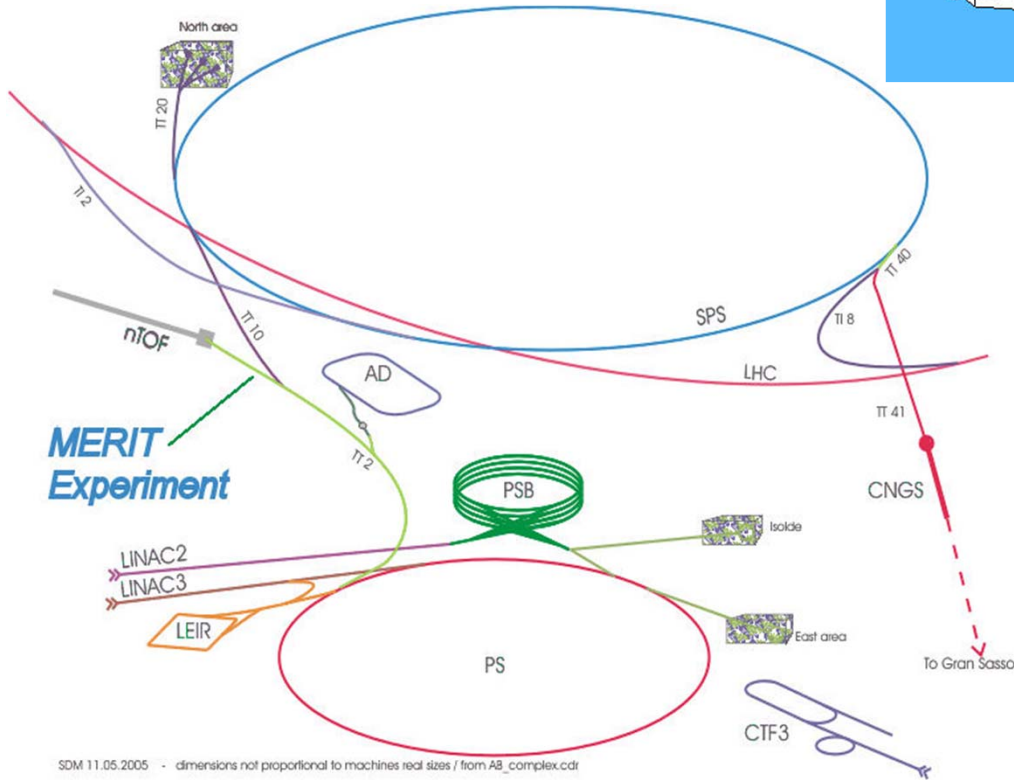 North area
TT 20
TI 2
TT 10
nTOF
TT 40
SPS
TI 8
LHC
AD
MERIT
Experiment
TT 2
TT 41
PSB
CNGS
Isolde
LINAC2
LINAC3
LEIR
East area
PS
To Gran Sasso
CTF3
SDM 11.05.2005 - dimensions not proportional to machines real sizes / from AB_complex.cdr